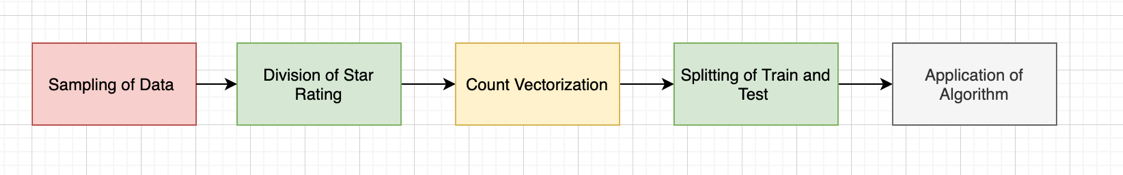 Sampling of Data
Division of Star
Rating
Count Vectorization
Splitting of Train and
Test
Application of
Algorithm